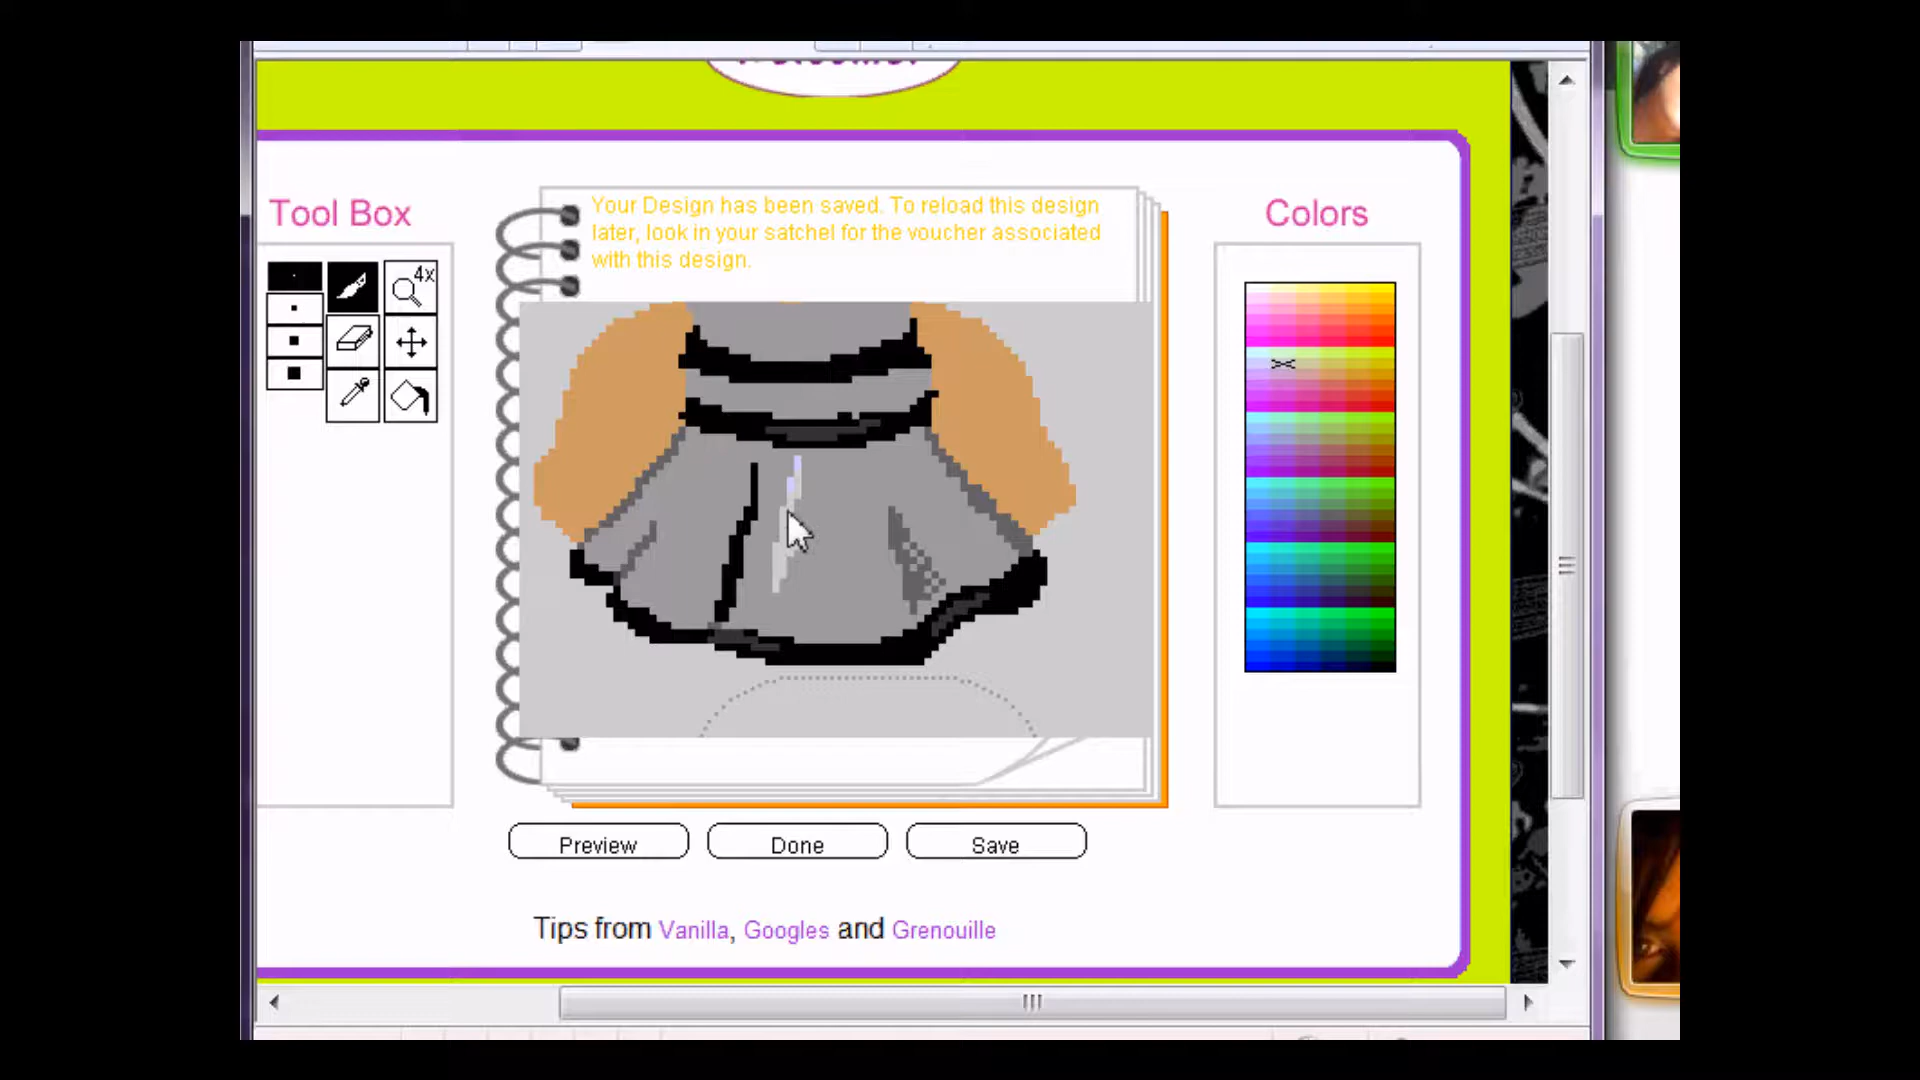 Tool Box
Your Design has been saved. To reload this design
later, look in your satchel for the voucher associated
with this design.
Colors
4x
Preview
Done
Save
Tips from Vanilla, Googles and Grenouille